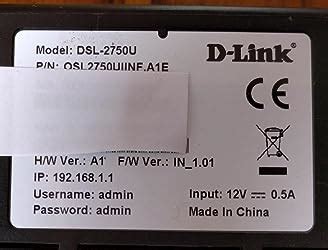 Model: DSL-2750U
D-Link
P/N: QSL2750UIINF.A1E
CE
H/W Ver.: A1 F/W Ver.: IN_1.01
IP: 192.168.1.1
Username: admin
Input: 12V⎓0.5A
Password: admin
Made in China